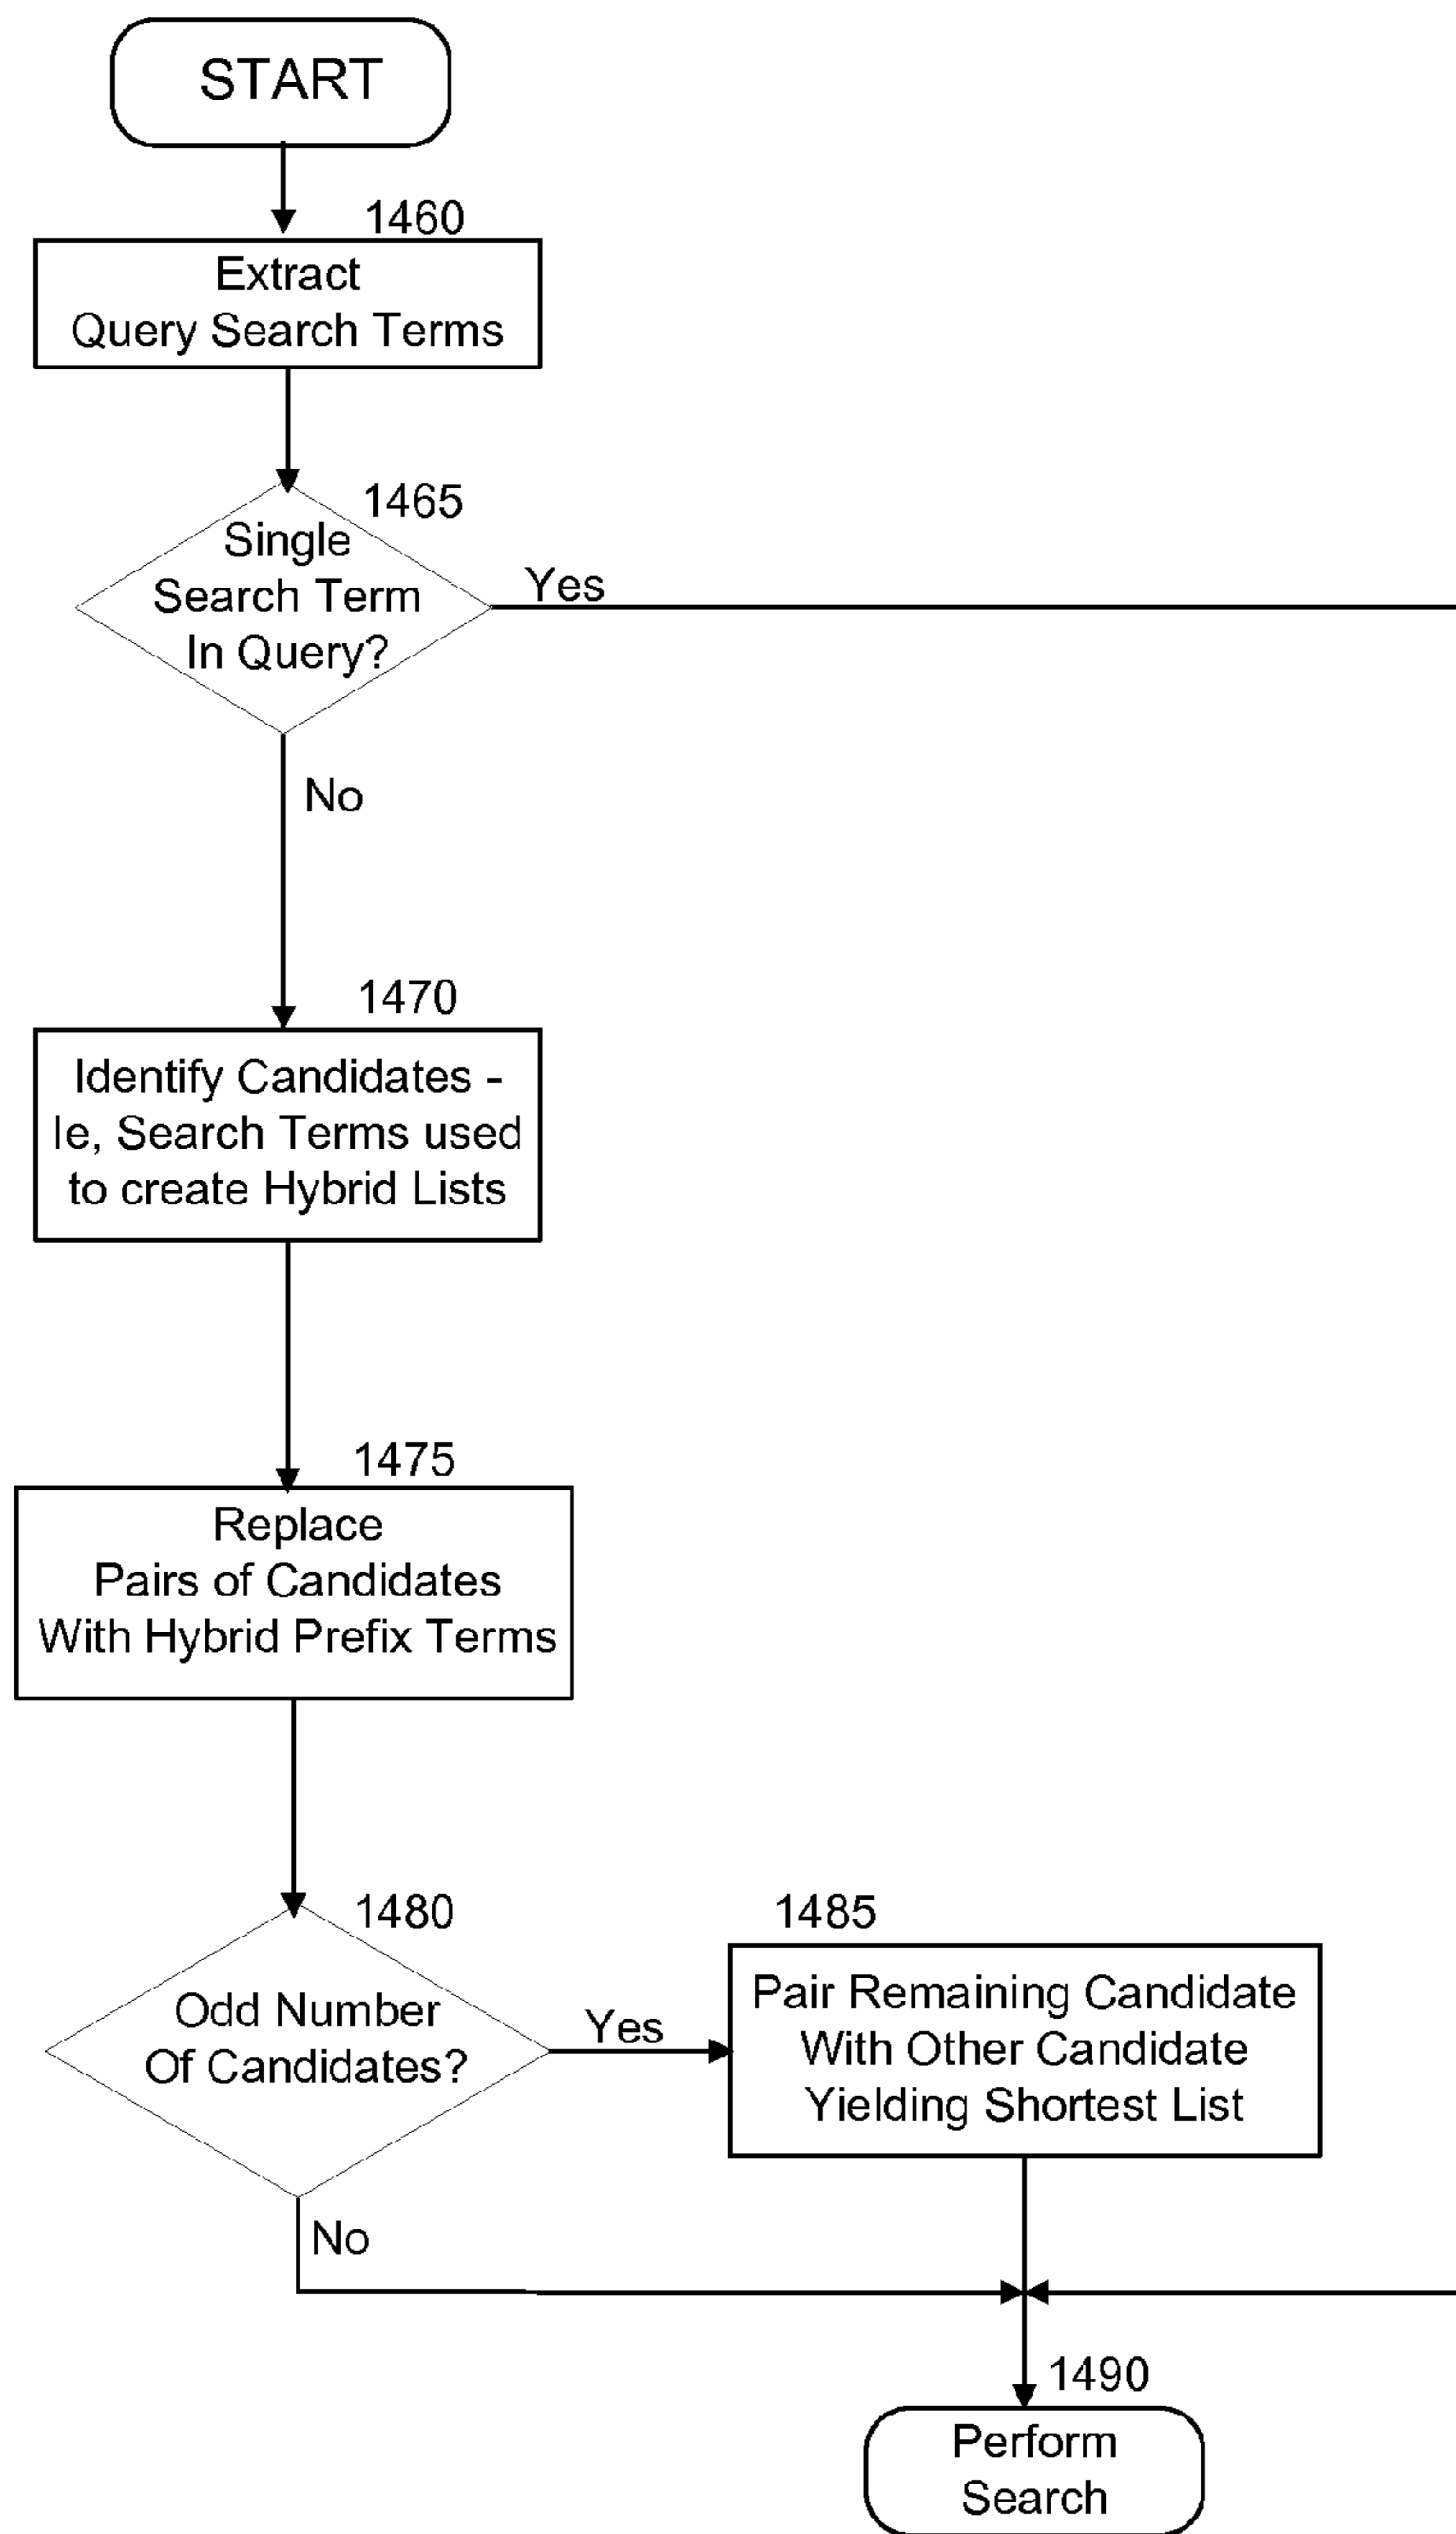 START
1460
Extract
Query Search Terms
1465
Single
Search Term
In Query?
Yes
No
1470
Identify Candidates -
Ie, Search Terms used
to create Hybrid Lists
1475
Replace
Pairs of Candidates
With Hybrid Prefix Terms
1480
Odd Number
Of Candidates?
Yes
No
1485
Pair Remaining Candidate
With Other Candidate
Yielding Shortest List
1490
Perform
Search